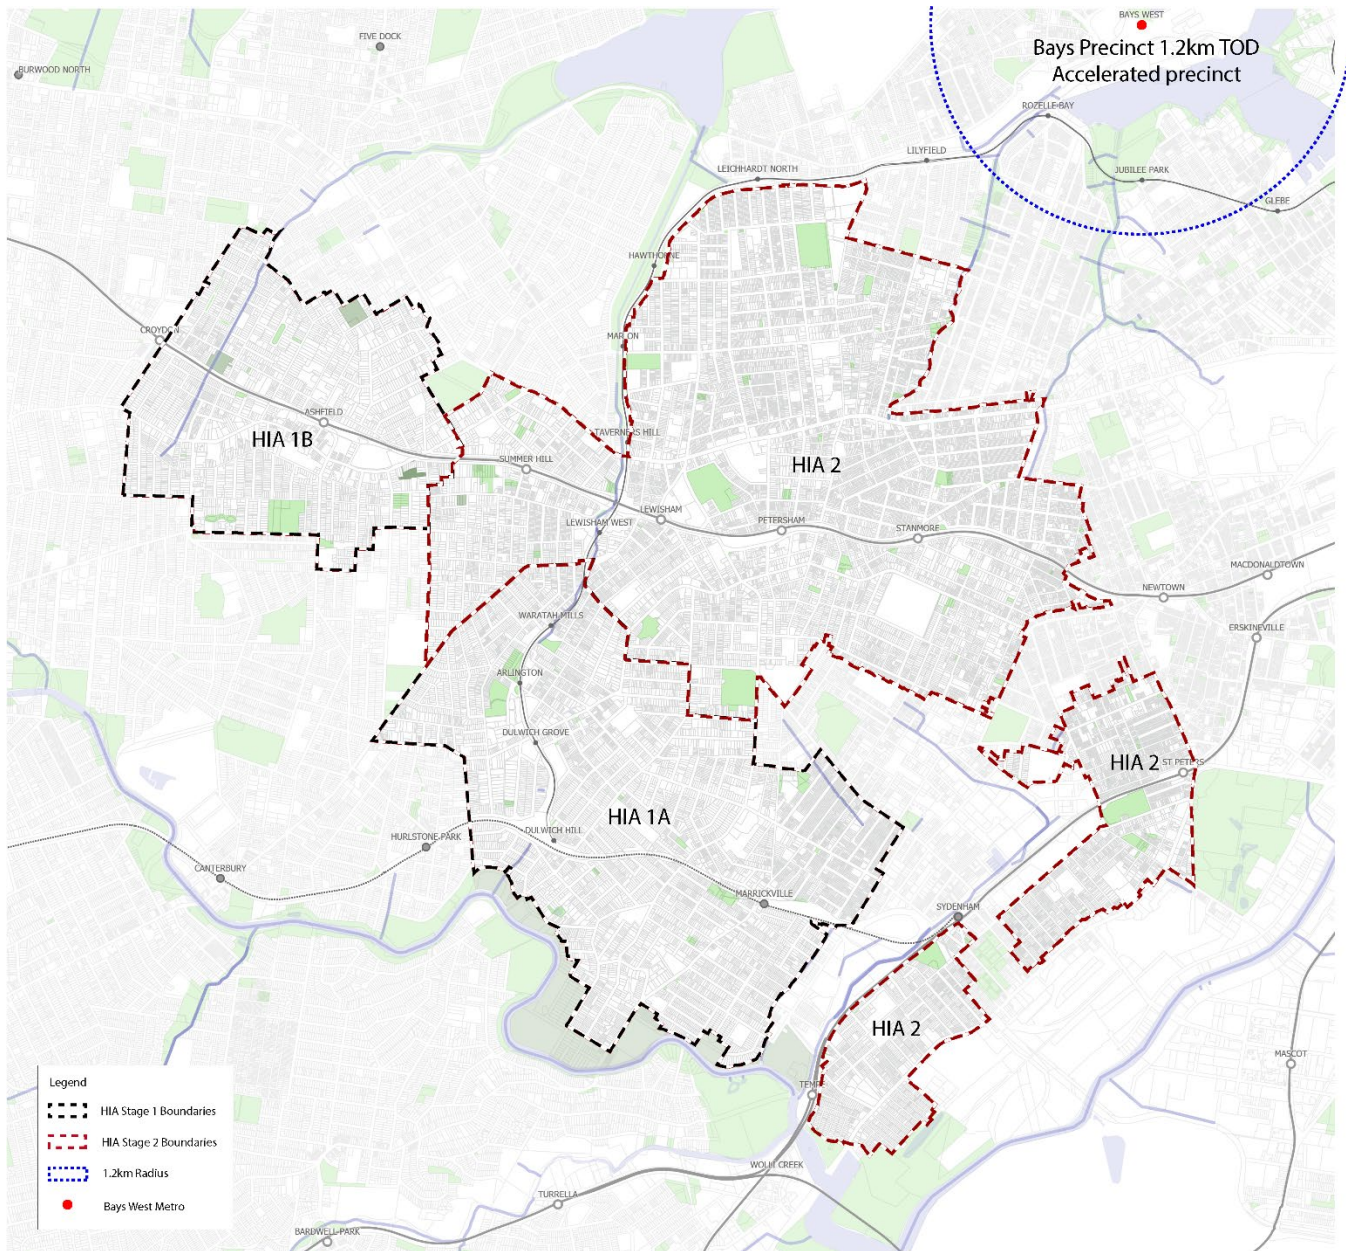 BAYS WEST
Bays Precinct 1.2km TOD
Accelerated precinct
FIVE DOCK
BURWOOD NORTH
ROZELLE-BAY
LILYFIELD
LEICHHARDT NORTH
JUBILEE PARK
GLEBE
HAWTHORNE
CROYDON
MARION
ASHFIELD
HIA 1B
TAVERNERS HILL
SUMMER HILL
HIA 2
LEWISHAM
LEWISHAM WEST
PETERSHAM
STANMORE
MACDONALDTOWN
NEWTOWN
WARATAH-MILLS
ERSKINEVILLE
ARLINGTON
DULWICH GROVE
HIA 2
ST PETERS
HIA 1A
HURLSTONE-PARK
DULWICH HILL
CANTERBURY
MARRICKVILLE
SYDENHAM
HIA 2
MASCOT
TEMPE
WOLLI CREEK
TURRELLA
BARDWELL-PARK
Legend
HIA Stage 1 Boundaries
HIA Stage 2 Boundaries
1.2km Radius
Bays West Metro